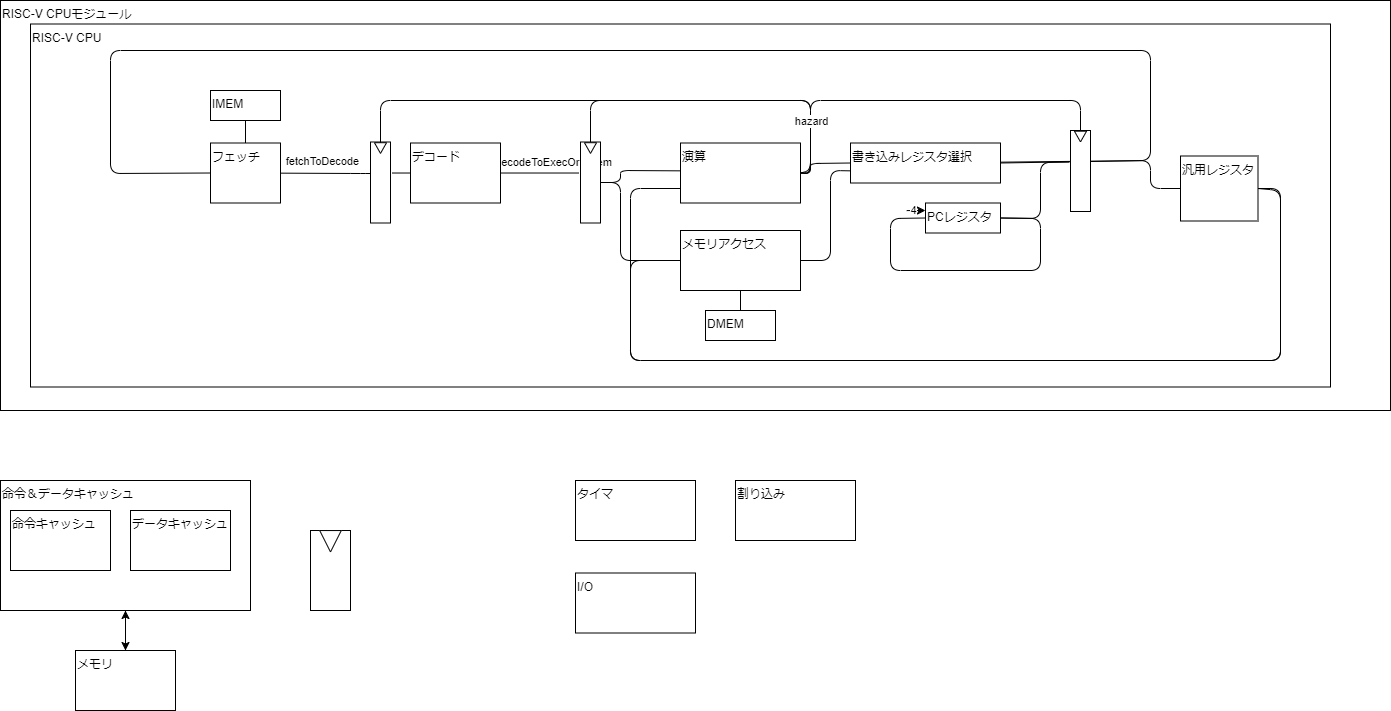 RISC-V CPUモジュール
RISC-V CPU
IMEM
hazard
フェッチ
fetchToDecode
デコード
ecodeToExecOr
em
演算
書き込みレジスタ選択
汎用レジスタ
-4
PCレジスタ
メモリアクセス
DMEM
命令＆データキャッシュ
命令キャッシュ
データキャッシュ
タイマ
割り込み
I/O
メモリ